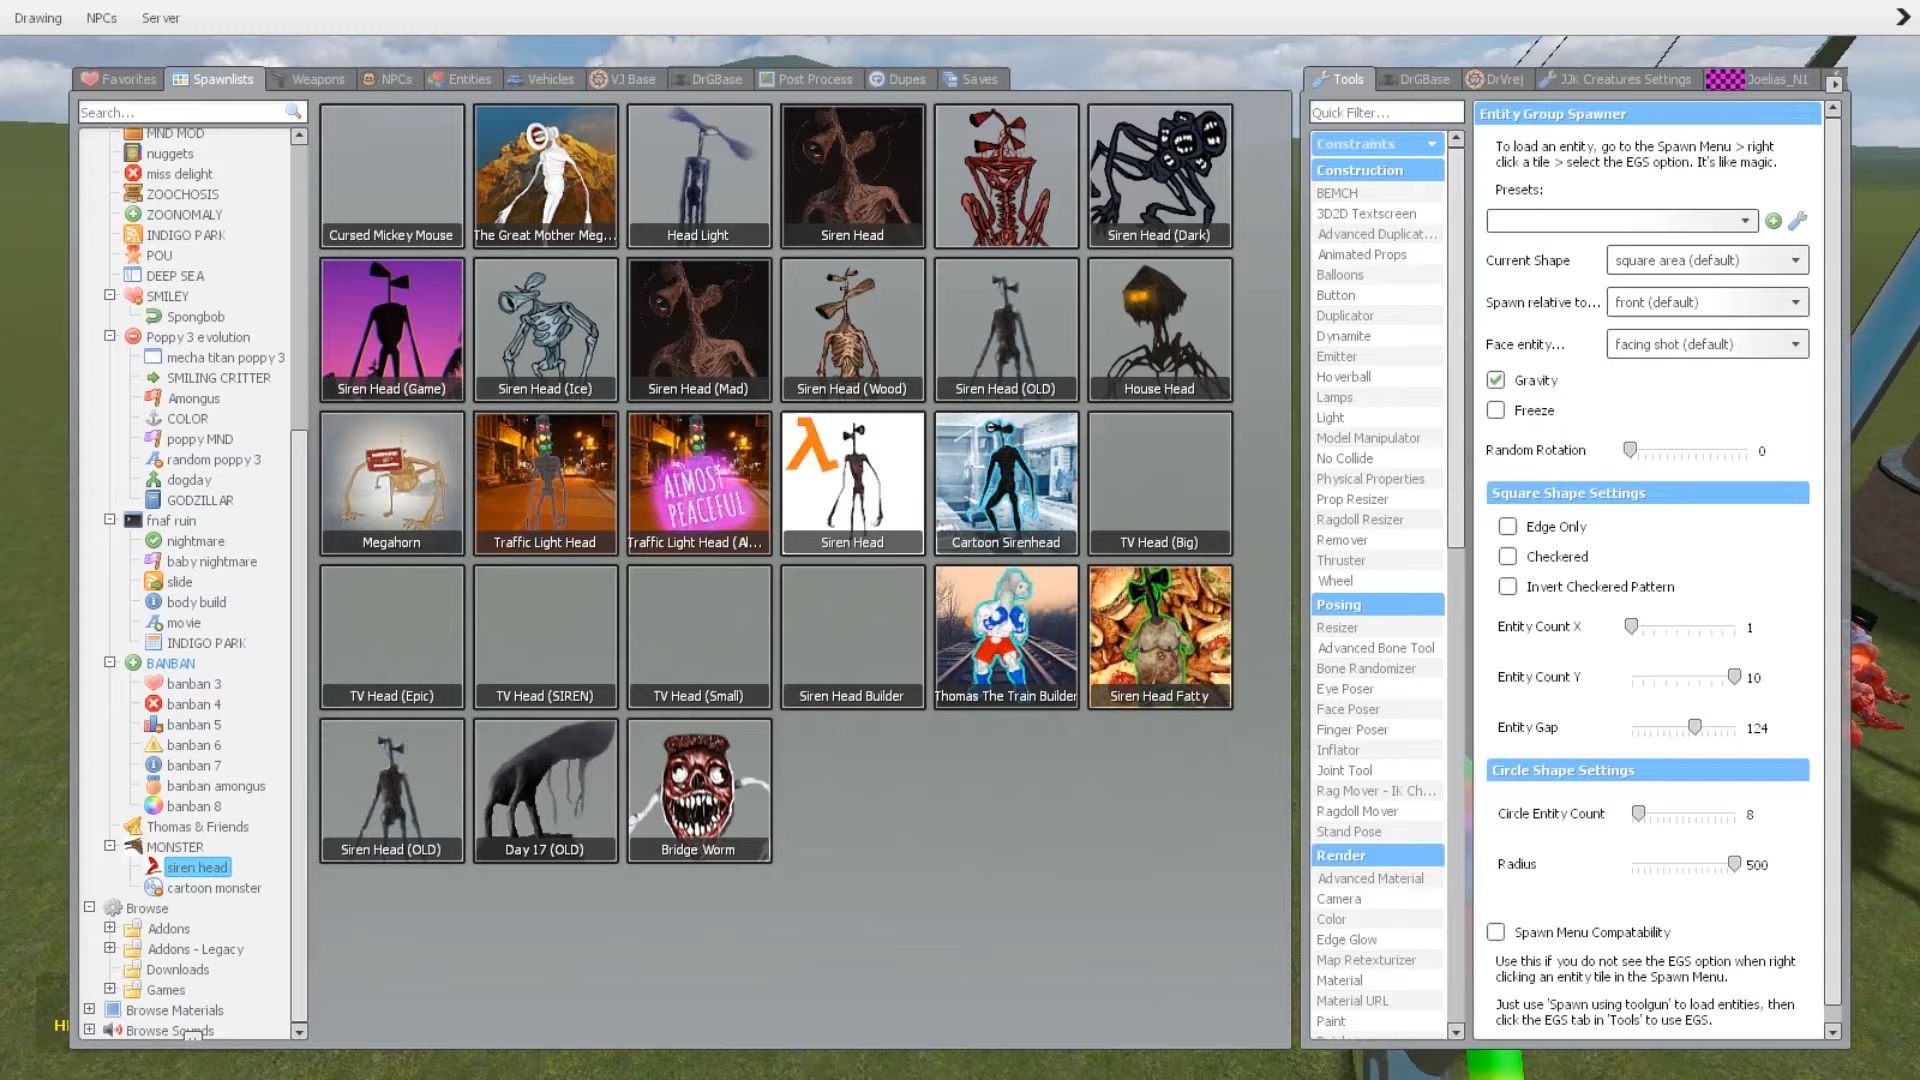 Drawing NPCs Server
Favorites Spawnlists Weapons NPCs Entities Vehicles VJ Base DrGBase Post Process Dupes Saves
Search...
MND MOD
nuggets
miss delight
ZOOCHOSIS
ZOONOMALY
INDIGO PARK
POU
DEEP SEA
SMILEY
Spongbob
Poppy 3 evolution
mecha titan poppy 3
SMILING CRITTER
Amongus
COLOR
poppy MND
random poppy 3
dogday
GODZILLAR
fnaf ruin
nightmare
baby nightmare
slide
body build
movie
INDIGO PARK
BANBAN
banban 3
banban 4
banban 5
banban 6
banban 7
banban amongus
banban 8
Thomas & Friends
MONSTER
siren head
cartoon monster
Browse
Addons
Addons - Legacy
Downloads
Games
Browse Materials
Browse Sounds
Cursed Mickey Mouse
The Great Mother Meg...
Head Light
Siren Head
Siren Head (Dark)
Siren Head (Game)
Siren Head (Ice)
Siren Head (Mad)
Siren Head (Wood)
Siren Head (OLD)
House Head
Megahorn
Traffic Light Head
ALMOST
PEACEFUL
Traffic Light Head (Al...
Siren Head
Cartoon Sirenhead
TV Head (Big)
TV Head (Epic)
TV Head (SIREN)
TV Head (Small)
Siren Head Builder
Thomas The Train Builder
Siren Head Fatty
Siren Head (OLD)
Day 17 (OLD)
Bridge Worm
Tools DrGBase DrVrej JJK Creatures Settings Joelias_N1
Quick Filter...
Constraints
Construction
BEMCH
3D2D Textscreen
Advanced Duplicat...
Animated Props
Balloons
Button
Duplicator
Dynamite
Emitter
Hoverball
Lamps
Light
Model Manipulator
No Collide
Physical Properties
Prop Resizer
Ragdoll Resizer
Remover
Thruster
Wheel
Posing
Resizer
Advanced Bone Tool
Bone Randomizer
Eye Poser
Face Poser
Finger Poser
Inflator
Joint Tool
Rag Mover - IK Ch...
Ragdoll Mover
Stand Pose
Render
Advanced Material
Camera
Color
Edge Glow
Map Retexturizer
Material
Material URL
Paint
Entity Group Spawner
To load an entity, go to the Spawn Menu > right
click a tile > select the EGS option. It's like magic.
Presets:
Current Shape square area (default)
Spawn relative to... front (default)
Face entity... facing shot (default)
Gravity
Freeze
Random Rotation 0
Square Shape Settings
Edge Only
Checkered
Invert Checkered Pattern
Entity Count X 1
Entity Count Y 10
Entity Gap 124
Circle Shape Settings
Circle Entity Count 8
Radius 500
Spawn Menu Compatability
Use this if you do not see the EGS option when right
clicking an entity tile in the Spawn Menu.
Just use 'Spawn using toolgun' to load entities, then
click the EGS tab in 'Tools' to use EGS.